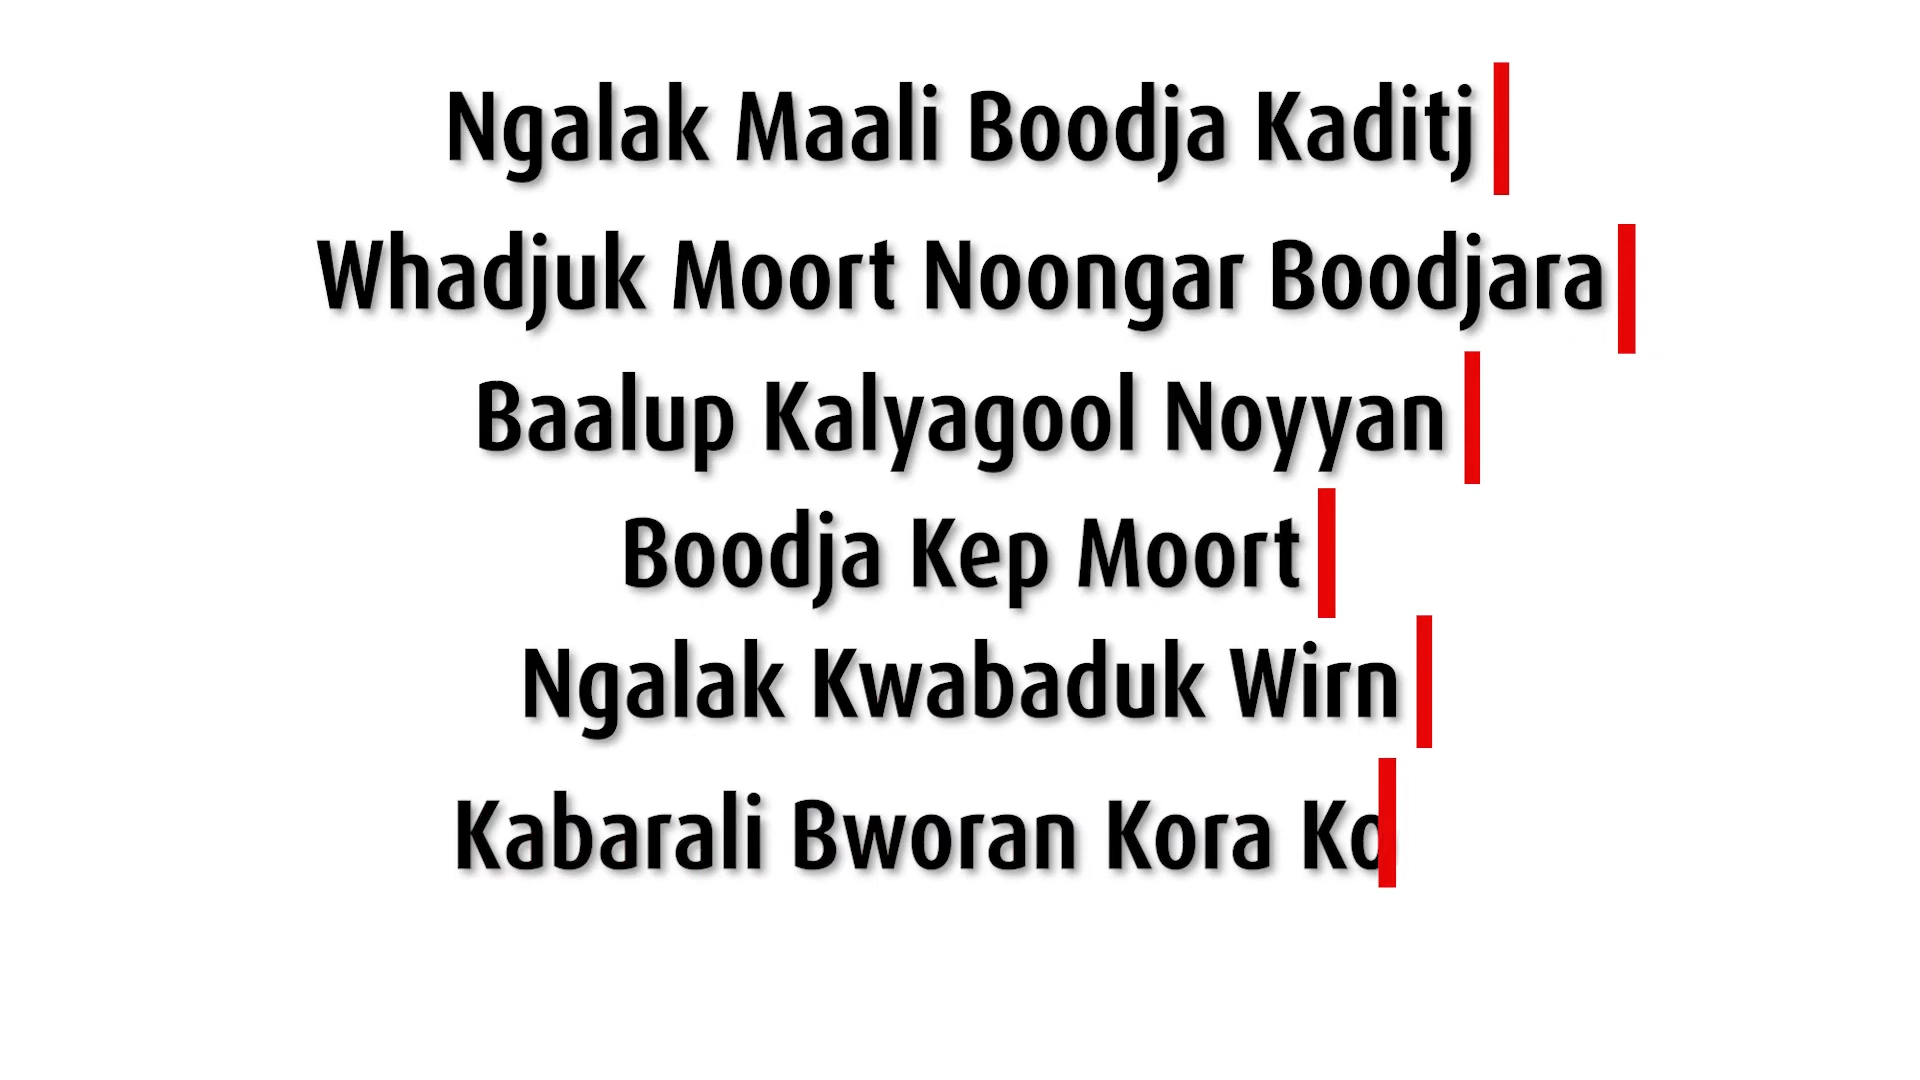 Ngalak Maali Boodja Kaditj
Whadjuk Moort Noongar Boodjara
Baalup Kalyagool Noyyan
Boodja Kep Moort
Ngalak Kwabaduk Wirn
Kabarali Bworan Kora